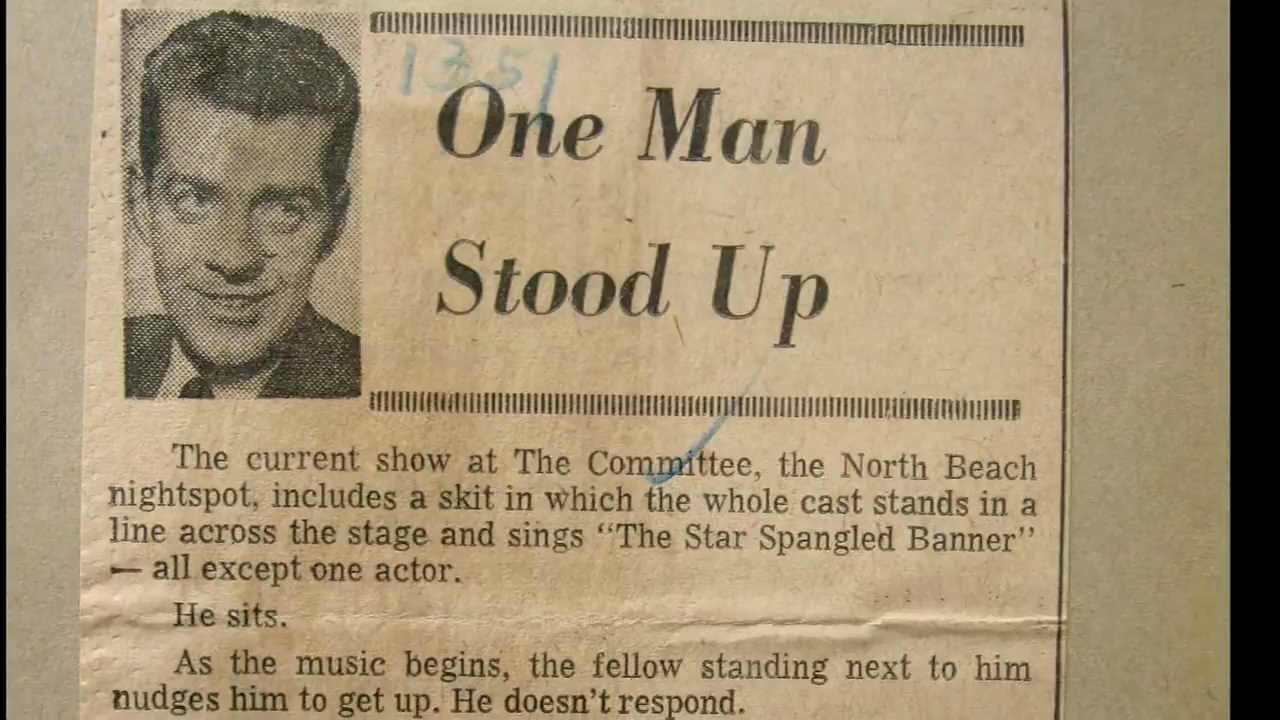 1351
One Man
Stood Up
The current show at The Committee, the North Beach
nightspot, includes a skit in which the whole cast stands in a
line across the stage and sings "The Star Spangled Banner"
— all except one actor.
He sits.
As the music begins, the fellow standing next to him
nudges him to get up. He doesn't respond.